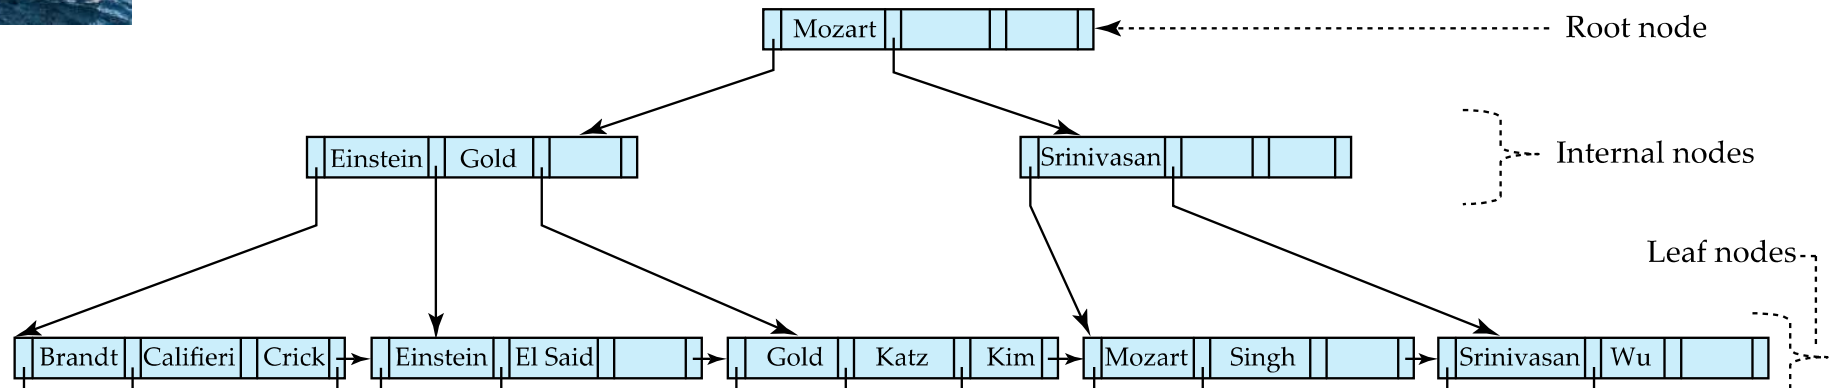 Mozart
Root node
Einstein Gold
Srinivasan
Internal nodes
Leaf nodes
Brandt Califieri Crick
Einstein El Said
Gold Katz Kim
Mozart Singh
Srinivasan Wu